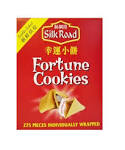 Silk Road
幸運小餅
Fortune
Cookies
275 PIECES INDIVIDUALLY WRAPPED